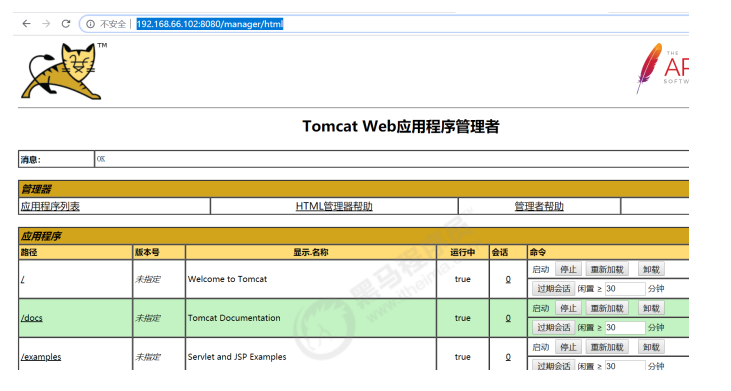 不安全 192.168.66.102:8080/manager/html
TM
THE
AP
SOFTW
Tomcat Web应用程序管理者
消息: OK
管理器
应用程序列表 HTML管理器帮助 管理者帮助
应用程序
路径 版本号 显示.名称 运行中 会话 命令
/ 未指定 Welcome to Tomcat true 0 启动 停止 重新加载 卸载
过期会话 闲置 ≥ 30 分钟
/docs 未指定 Tomcat Documentation true 0 启动 停止 重新加载 卸载
过期会话 闲置 ≥ 30 分钟
/examples 未指定 Servlet and JSP Examples true 0 启动 停止 重新加载 卸载
过期会话 闲置 ≥ 30 分钟
黑马程序员